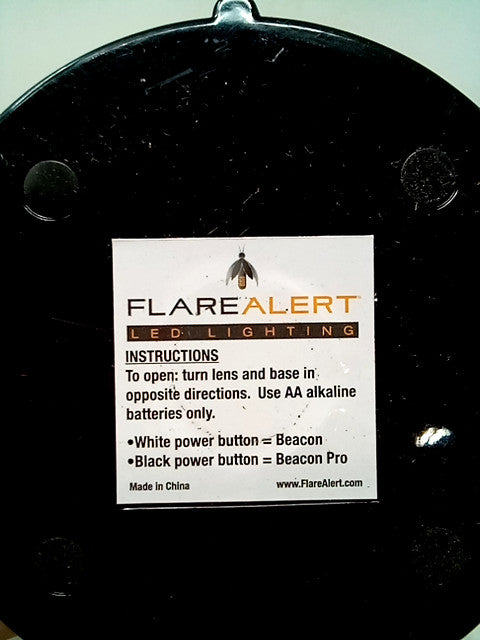 FLAREALERT
LED LIGHTING
INSTRUCTIONS
To open: turn lens and base in
opposite directions. Use AA alkaline
batteries only.
•White power button = Beacon
•Black power button = Beacon Pro
Made in China www.FlareAlert.com